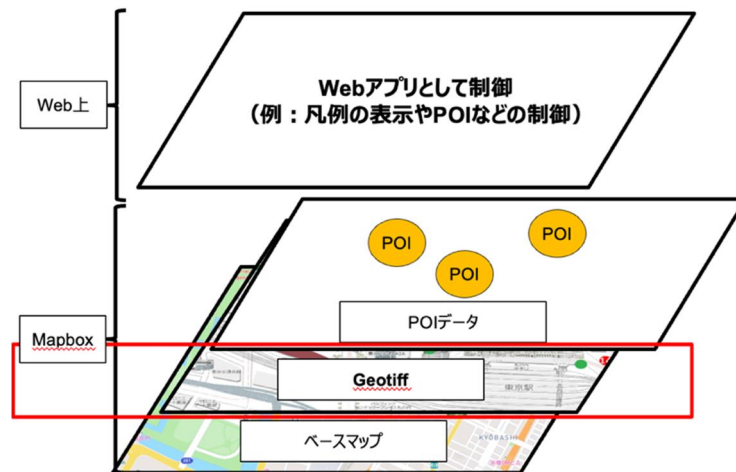 Web上
Webアプリとして制御
（例：凡例の表示やPOIなどの制御）
POI
POI
POI
POIデータ
Mapbox
Geotiff
東京駅
ベースマップ
KYŌBASHI